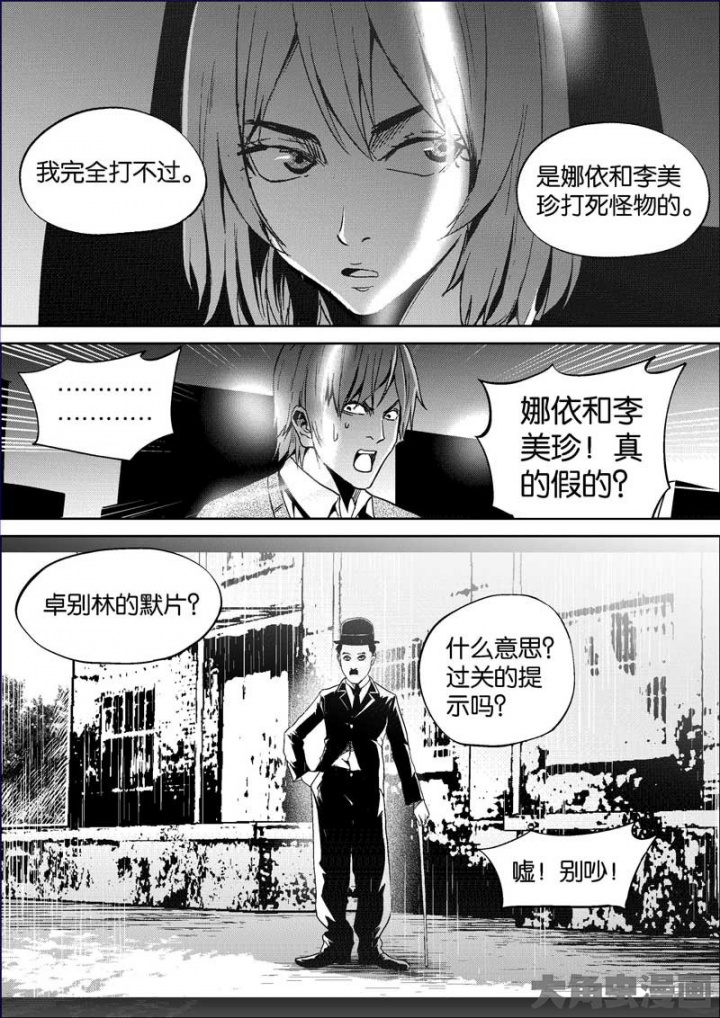 我完全打不过。
是娜依和李美
珍打死怪物的。
…………
…………
娜依和李
美珍！真
的假的？
卓别林的默片？
什么意思？
过关的提
示吗？
嘘！别吵！
大角虫漫画